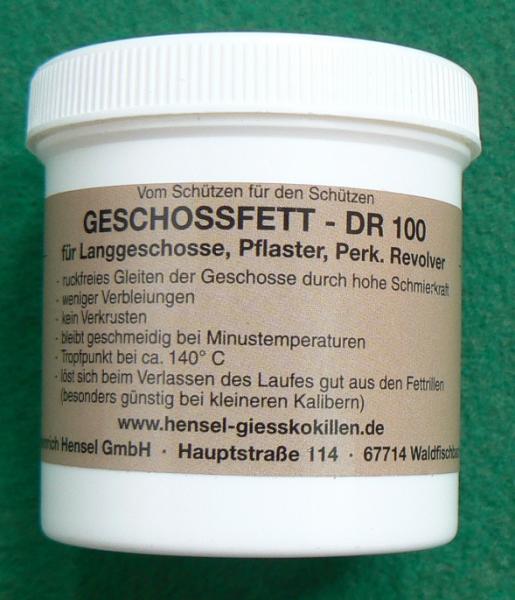 Vom Schützen für den Schützen
GESCHOSSFETT - DR 100
für Langgeschosse, Pflaster, Perk. Revolver
- ruckfreies Gleiten der Geschosse durch hohe Schmierkraft
- weniger Verbleiungen
- kein Verkrusten
- bleibt geschmeidig bei Minustemperaturen
- Tropfpunkt bei ca. 140° C
- löst sich beim Verlassen des Laufes gut aus den Fettrillen
(besonders günstig bei kleineren Kalibern)
www.hensel-giesskokillen.de
Hensel GmbH · Hauptstraße 114 · 67714